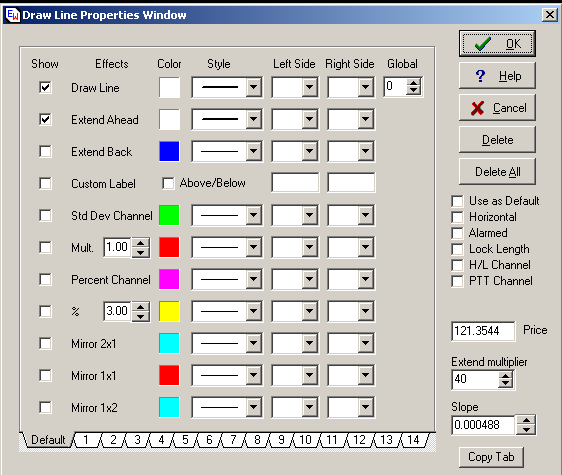 Draw Line Properties Window
Show Effects Color Style Left Side Right Side Global
Draw Line 0
Extend Ahead
Extend Back
Custom Label Above/Below
Std Dev Channel
Mult. 1.00
Percent Channel
% 3.00
Mirror 2x1
Mirror 1x1
Mirror 1x2
Default 1 2 3 4 5 6 7 8 9 10 11 12 13 14
OK
Help
Cancel
Delete
Delete All
Use as Default
Horizontal
Alarmed
Lock Length
H/L Channel
PTT Channel
121.3544 Price
Extend multiplier
40
Slope
0.000488
Copy Tab